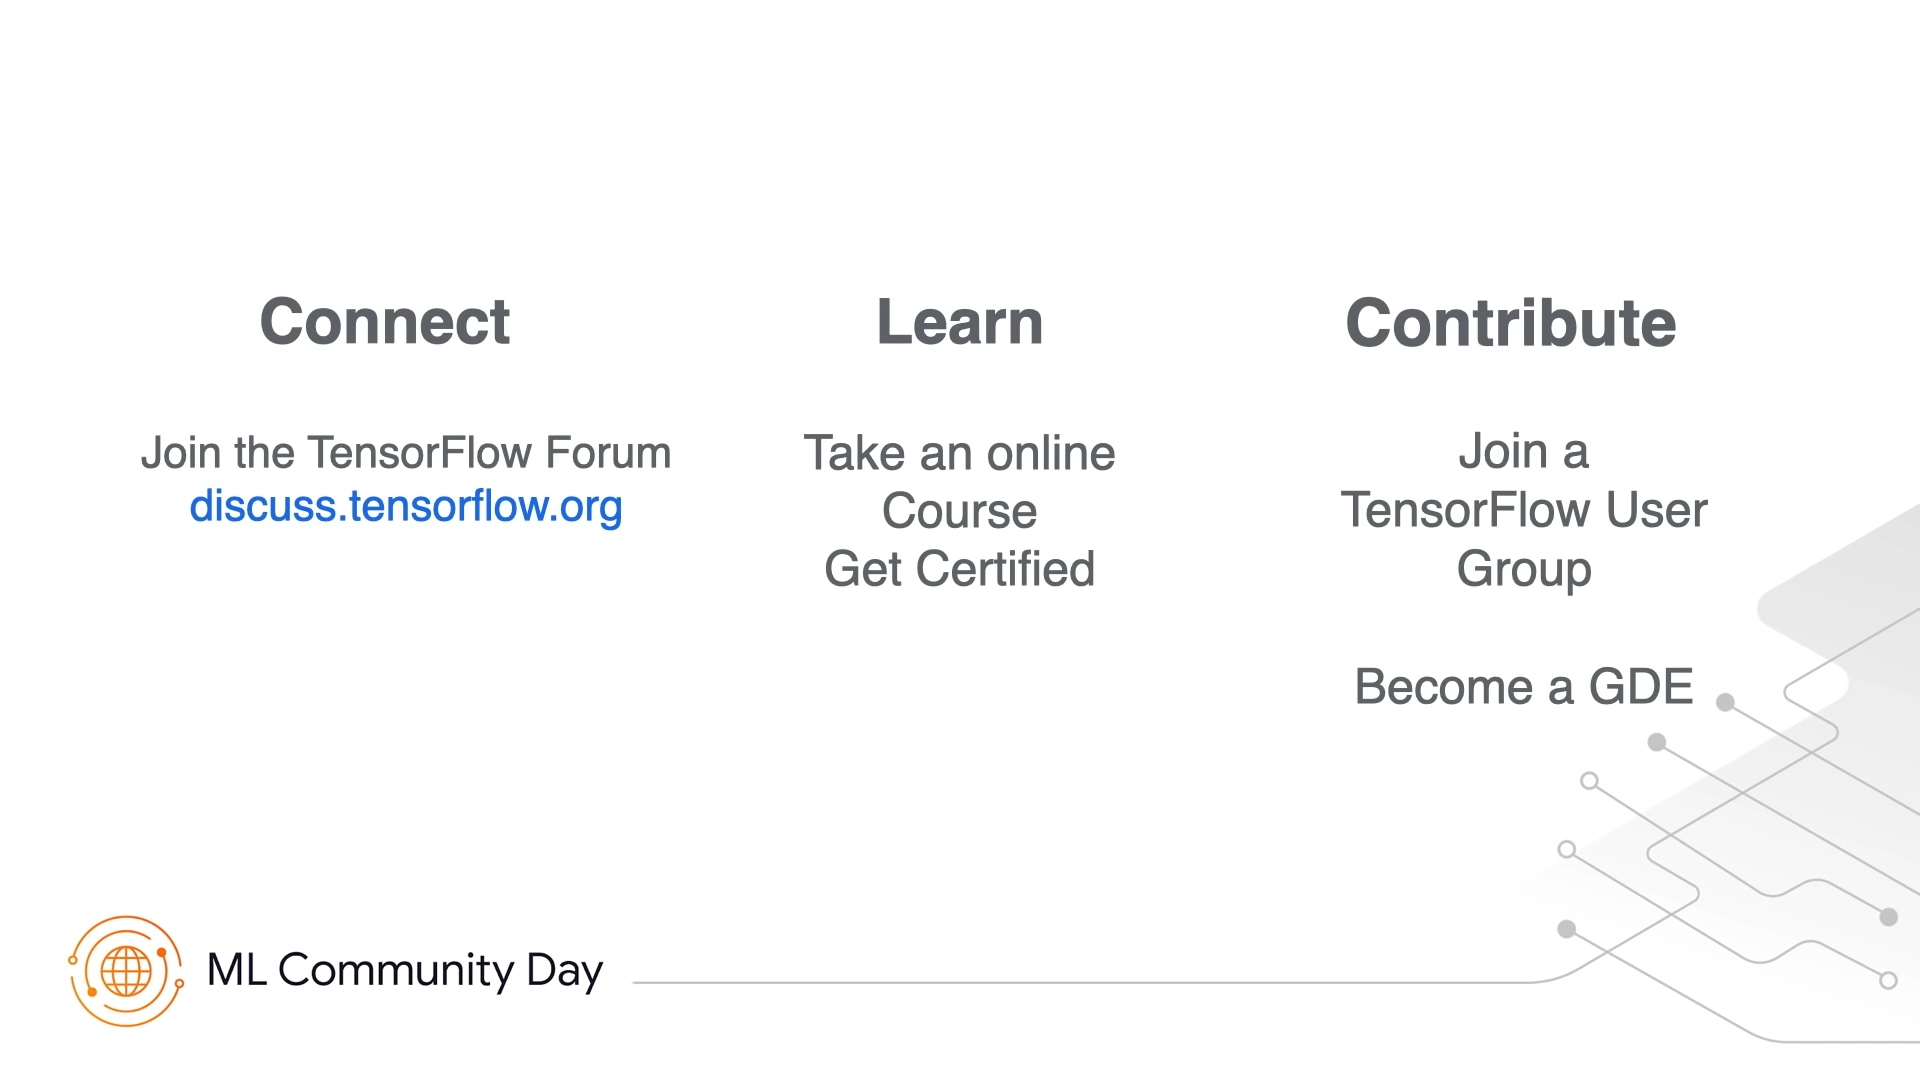 Connect
Join the TensorFlow Forum
discuss.tensorflow.org
Learn
Take an online
Course
Get Certified
Contribute
Join a
TensorFlow User
Group
Become a GDE
ML Community Day